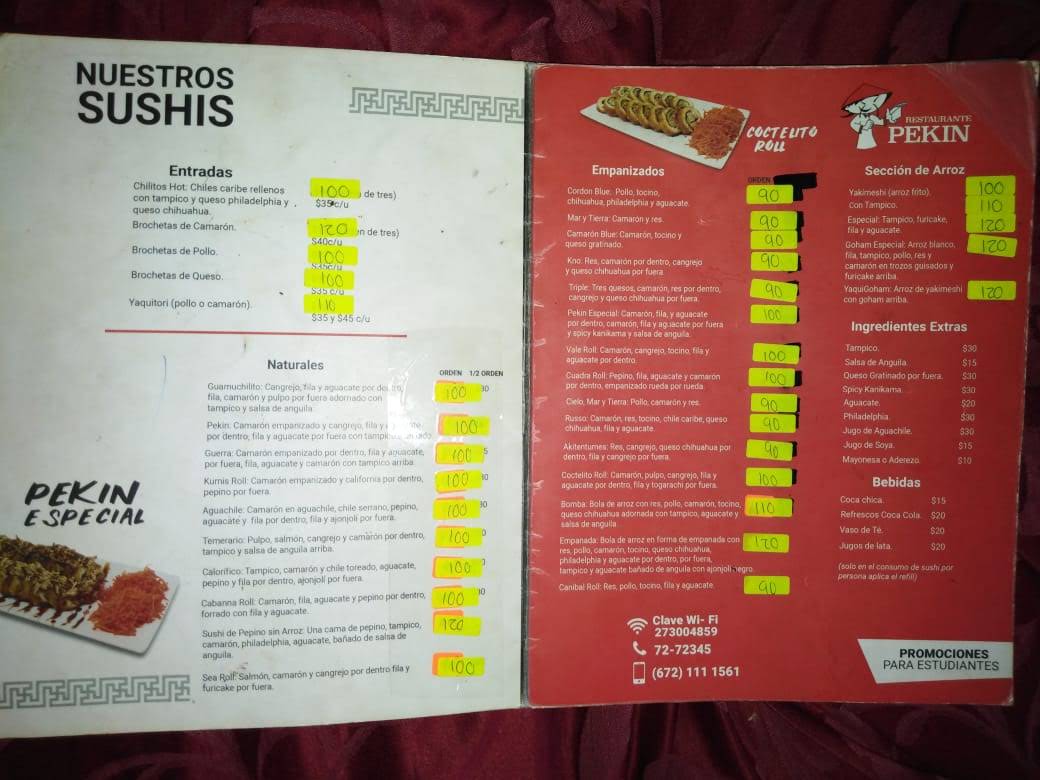 NUESTROS
SUSHIS
Entradas
Chilitos Hot: Chiles caribe rellenos
con tampico y queso philadelphia y
queso chihuahua.
100 de tres)
$35 c/u
Brochetas de Camarón.
120 n de tres)
$40c/u
Brochetas de Pollo.
100
$35c/u
Brochetas de Queso.
100
$35 c/u
Yaquitori (pollo o camarón).
110
$35 y $45 c/u
Naturales
ORDEN 1/2 ORDEN
Guamuchilito: Cangrejo, fila y aguacate por dentro,
fila, camarón y pulpo por fuera adornado con
tampico y salsa de anguila.
100
Pekin: Camarón empanizado y cangrejo, fila y
por dentro, fila y aguacate por fuera con
100
Guerra: Camarón empanizado por dentro, fila y aguacate,
por fuera, fila, aguacate y camarón con tampico arriba.
100
Kumis Roll: Camarón empanizado y california por dentro,
pepino por fuera.
100
Aguachile: Camarón en aguachile, chile serrano, pepino,
aguacate y fila por dentro, fila y ajonjolí por fuera.
100
Temerario: Pulpo, salmón, cangrejo y camarón por dentro,
tampico y salsa de anguila arriba.
100
Calorífico: Tampico, camarón y chile toreado, aguacate,
pepino y fila por dentro, ajonjolí por fuera.
100
Cabanna Roll: Camarón, fila, aguacate y pepino por dentro,
forrado con fila y aguacate.
100
Sushi de Pepino sin Arroz: Una cama de pepino, tampico,
camarón, philadelphia, aguacate, bañado de salsa de
anguila.
120
Sea Roll: Salmón, camarón y cangrejo por dentro fila y
furicake por fuera.
100
PEKIN
ESPECIAL
COCTELITO
ROLL
RESTAURANTE
PEKIN
Empanizados
ORDEN
Cordon Blue: Pollo, tocino,
chihuahua, philadelphia y aguacate.
90
Mar y Tierra: Camarón y res.
90
Camarón Blue: Camarón, tocino y
queso gratinado.
90
Kno: Res, camarón por dentro, cangrejo
y queso chihuahua por fuera.
90
Triple: Tres quesos, camarón, res por dentro,
cangrejo y queso chihuahua por fuera.
90
Pekin Especial: Camarón, fila, y aguacate
por dentro, camarón, fila y aguacate por fuera
y spicy kanikama y salsa de anguila.
100
Vale Roll: Camarón, cangrejo, tocino, fila y
aguacate por dentro.
100
Cuadra Roll: Pepino, fila, aguacate y camarón
por dentro, empanizado rueda por rueda.
100
Cielo, Mar y Tierra: Pollo, camarón y res.
90
Russo: Camarón, res, tocino, chile caribe, queso
chihuahua, fila y aguacate.
90
Akitentumes: Res, cangrejo, queso chihuahua por
dentro, fila y cangrejo por fuera.
90
Coctelito Roll: Camarón, pulpo, cangrejo, fila y
aguacate por dentro, fila y togarachi por fuera.
100
Bomba: Bola de arroz con res, pollo, camarón, tocino,
queso chihuahua adornada con tampico, aguacate y
salsa de anguila.
110
Empanada: Bola de arroz en forma de empanada con
res, pollo, camarón, tocino, queso chihuahua,
philadelphia y aguacate por dentro, por fuera,
tampico y aguacate bañado de anguila con ajonjolí negro.
120
Canibal Roll: Res, pollo, tocino, fila y aguacate.
90
Clave Wi- Fi
273004859
72-72345
(672) 111 1561
Sección de Arroz
Yakimeshi (arroz frito). 100
Con Tampico. 110
Especial: Tampico, furicake,
fila y aguacate.
120
Goham Especial: Arroz blanco,
fila, tampico, pollo, res y
camarón en trozos guisados y
furicake arriba.
120
YaquiGoham: Arroz de yakimeshi
con goham arriba.
120
Ingredientes Extras
Tampico. $30
Salsa de Anguila. $15
Queso Gratinado por fuera. $30
Spicy Kanikama. $30
Aguacate. $20
Philadelphia. $30
Jugo de Aguachile. $30
Jugo de Soya. $15
Mayonesa o Aderezo. $10
Bebidas
Coca chica. $15
Refrescos Coca Cola. $20
Vaso de Té. $20
Jugos de lata. $20
(solo en el consumo de sushi por
persona aplica el refill)
PROMOCIONES
PARA ESTUDIANTES